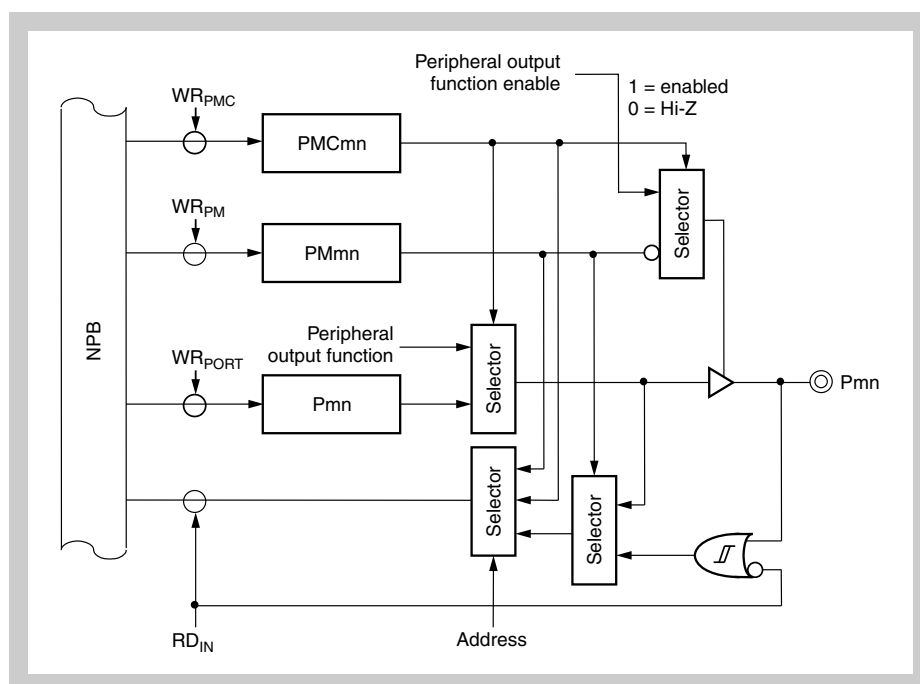 Peripheral output
function enable
1 = enabled
0 = Hi-Z
WRPMC
PMCmn
Selector
WRPM
PMmn
NPB
Peripheral
output function
WRPORT
Pmn
Selector
Pmn
Selector
Selector
RDIN
Address